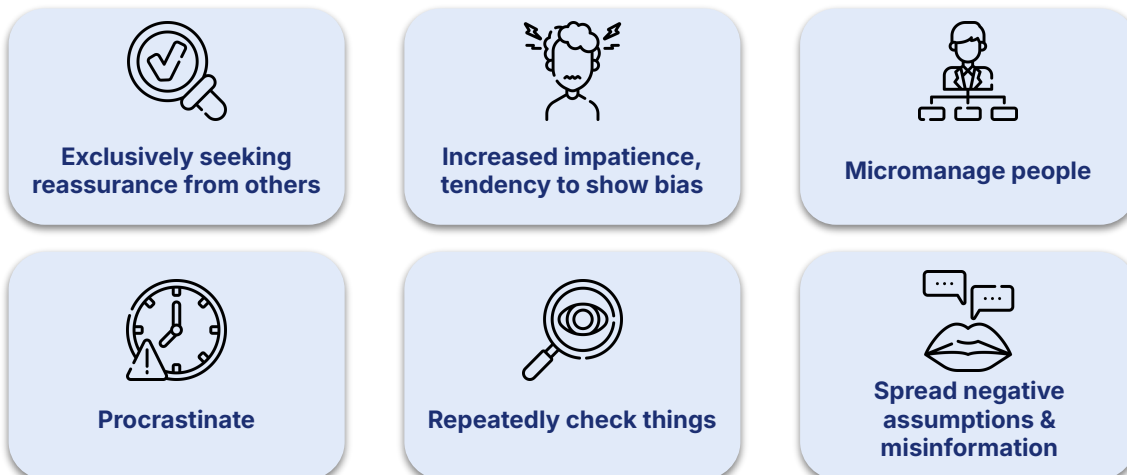 Exclusively seeking
reassurance from others
Increased impatience,
tendency to show bias
Micromanage people
Procrastinate
Repeatedly check things
Spread negative
assumptions &
misinformation